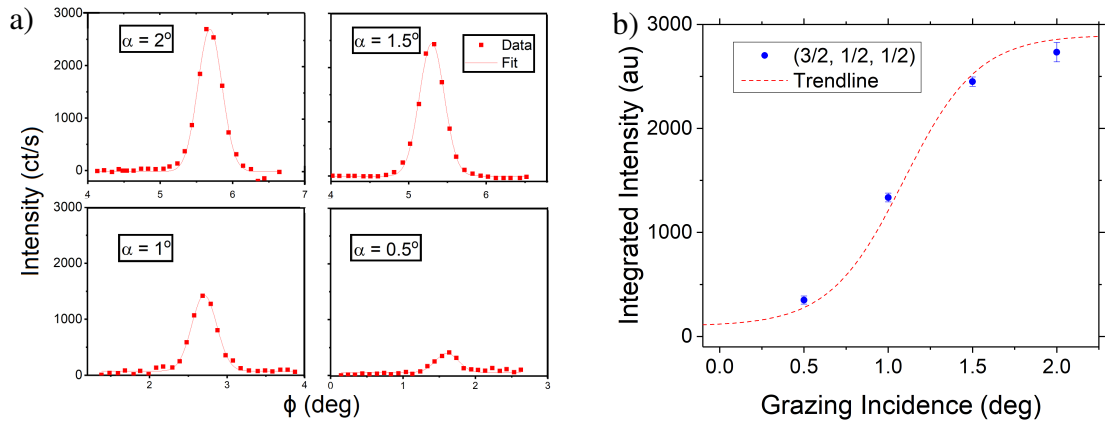 a)
α = 2°
α = 1.5°
Data
Fit
3000
2000
1000
0
4 5 6 7
4 5 6
α = 1°
α = 0.5°
3000
2000
1000
0
2 3 4
0 1 2 3
Intensity (ct/s)
ϕ (deg)
b)
(3/2, 1/2, 1/2)
Trendline
3000
2000
1000
0
0.0 0.5 1.0 1.5 2.0
Integrated Intensity (au)
Grazing Incidence (deg)